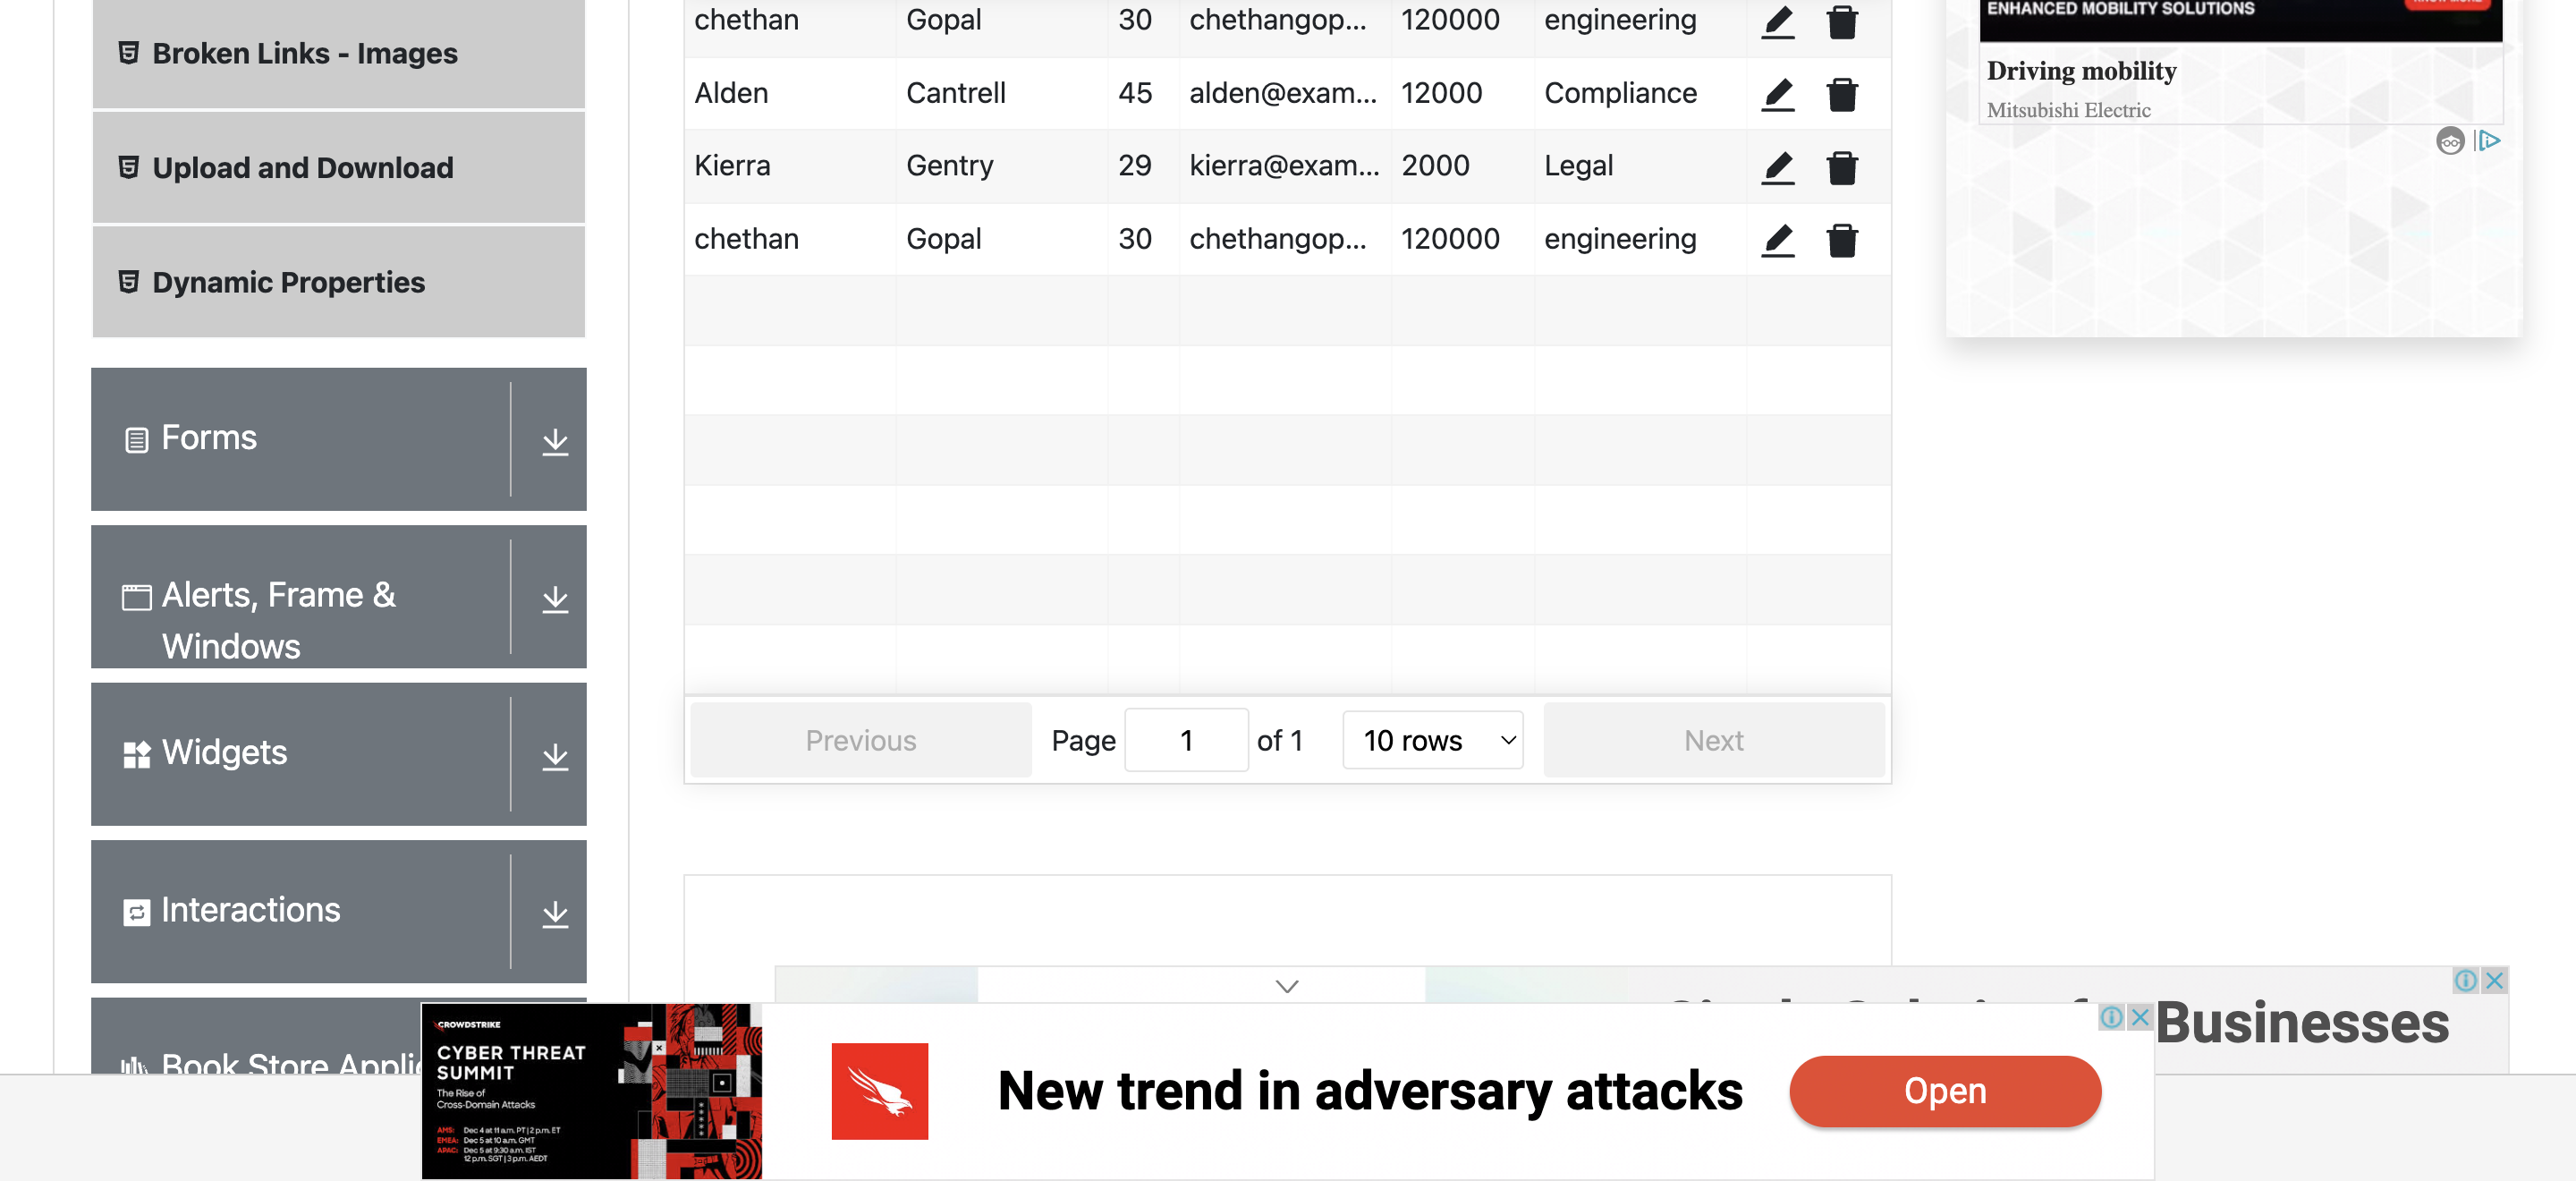 Broken Links - Images
Upload and Download
Dynamic Properties
Forms
Alerts, Frame &
Windows
Widgets
Interactions
Book Store Applic
chethan Gopal 30 chethangop... 120000 engineering
Alden Cantrell 45 alden@exam... 12000 Compliance
Kierra Gentry 29 kierra@exam... 2000 Legal
chethan Gopal 30 chethangop... 120000 engineering
Previous Page 1 of 1 10 rows Next
ENHANCED MOBILITY SOLUTIONS
KNOW MORE
Driving mobility
Mitsubishi Electric
Businesses
CROWDSTRIKE
CYBER THREAT
SUMMIT
The Rise of
Cross-Domain Attacks
AMS: Dec 4 at 11 a.m. PT | 2 p.m. ET
EMEA: Dec 5 at 10 a.m. GMT
APAC: Dec 5 at 9:30 a.m. IST
12 p.m. SGT | 3 p.m. AEDT
New trend in adversary attacks
Open